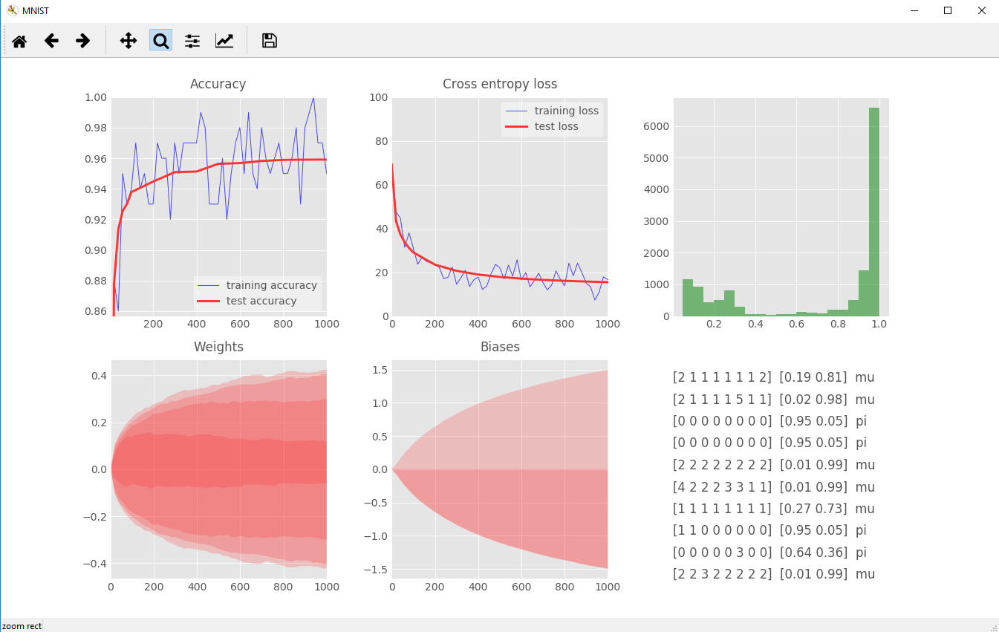 MNIST
Accuracy
1.00
0.98
0.96
0.94
0.92
0.90
0.88
0.86
training accuracy
test accuracy
200 400 600 800 1000
Cross entropy loss
100
80
60
40
20
0
training loss
test loss
0 200 400 600 800 1000
6000
5000
4000
3000
2000
1000
0
0.2 0.4 0.6 0.8 1.0
Weights
0.4
0.2
0.0
−0.2
−0.4
0 200 400 600 800 1000
Biases
1.5
1.0
0.5
0.0
−0.5
−1.0
−1.5
0 200 400 600 800 1000
[2 1 1 1 1 1 1 2] [0.19 0.81] mu
[2 1 1 1 1 5 1 1] [0.02 0.98] mu
[0 0 0 0 0 0 0 0] [0.95 0.05] pi
[0 0 0 0 0 0 0 0] [0.95 0.05] pi
[2 2 2 2 2 2 2 2] [0.01 0.99] mu
[4 2 2 2 3 3 1 1] [0.01 0.99] mu
[1 1 1 1 1 1 1 1] [0.27 0.73] mu
[1 1 0 0 0 0 0 0] [0.95 0.05] pi
[0 0 0 0 0 3 0 0] [0.64 0.36] pi
[2 2 3 2 2 2 2 2] [0.01 0.99] mu
zoom rect